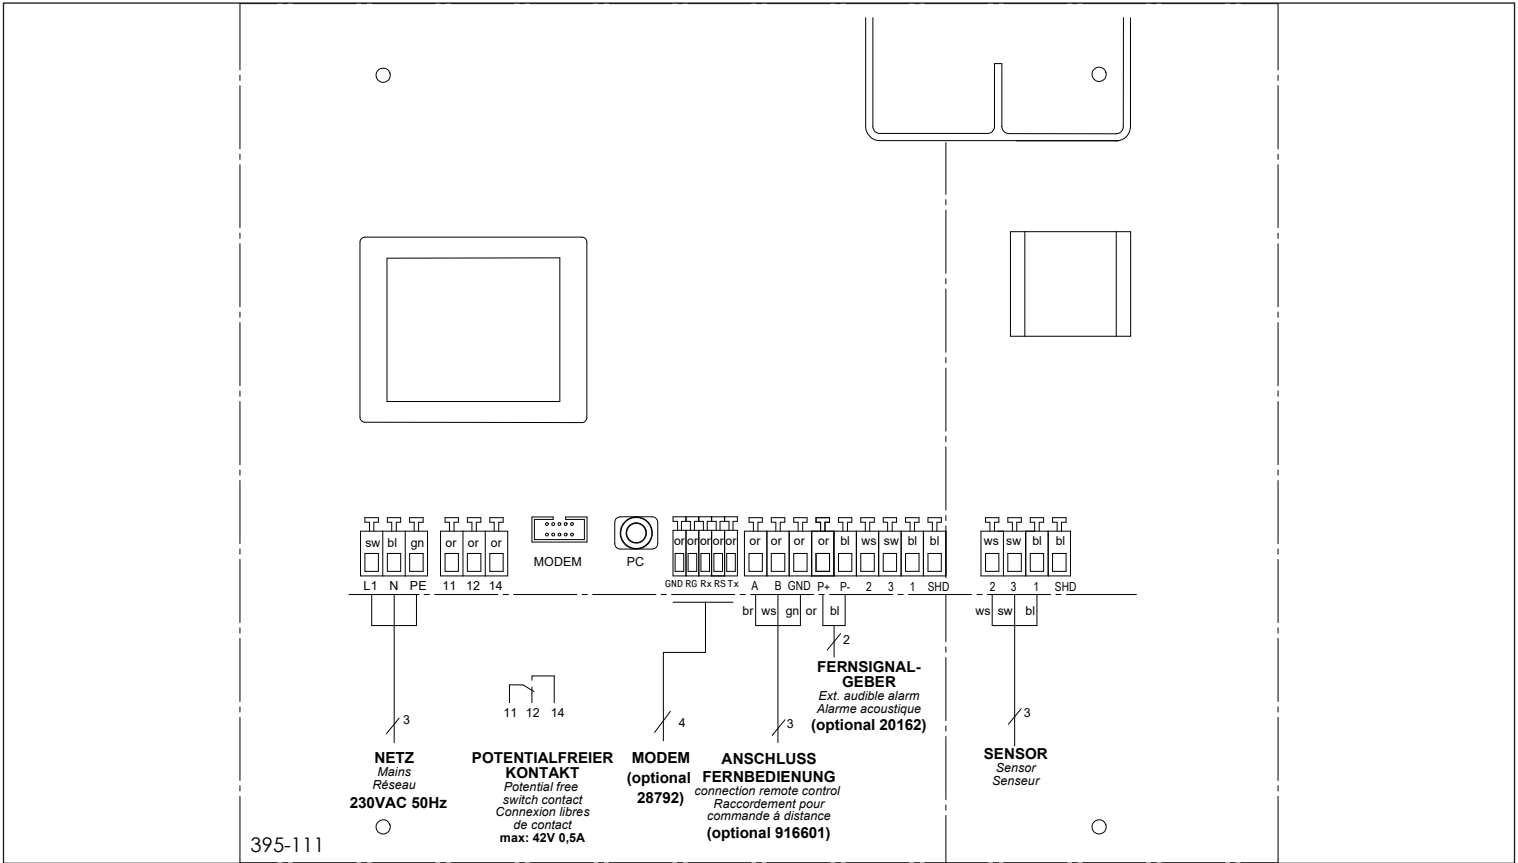 sw bl gn or or or or or or or or or or or or bl ws sw bl bl ws sw bl bl
MODEM
PC
L1 N PE 11 12 14 GND RG Rx RS Tx A B GND P+ P- 2 3 1 SHD 2 3 1 SHD
br ws gn or bl ws sw bl
2
FERNSIGNAL-
GEBER
Ext. audible alarm
Alarme acoustique
(optional 20162)
11 12 14
3
4
3
3
NETZ
Mains
Réseau
230VAC 50Hz
POTENTIALFREIER
KONTAKT
Potential free
switch contact
Connexion libres
de contact
max: 42V 0,5A
MODEM
(optional
28792)
ANSCHLUSS
FERNBEDIENUNG
connection remote control
Raccordement pour
commande à distance
(optional 916601)
SENSOR
Sensor
Senseur
395-111